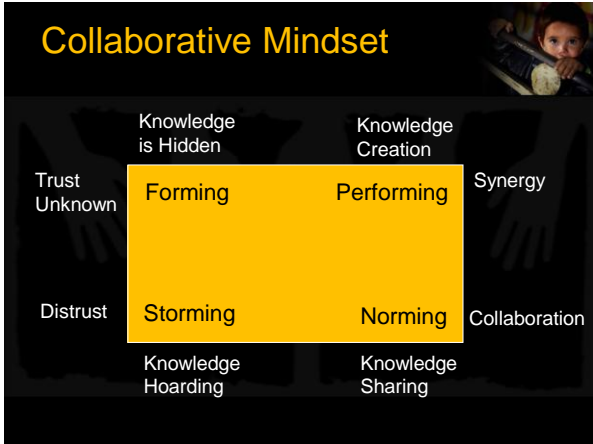 Collaborative Mindset
Knowledge
is Hidden
Knowledge
Creation
Trust
Unknown
Forming
Performing
Synergy
Distrust
Storming
Norming
Collaboration
Knowledge
Hoarding
Knowledge
Sharing